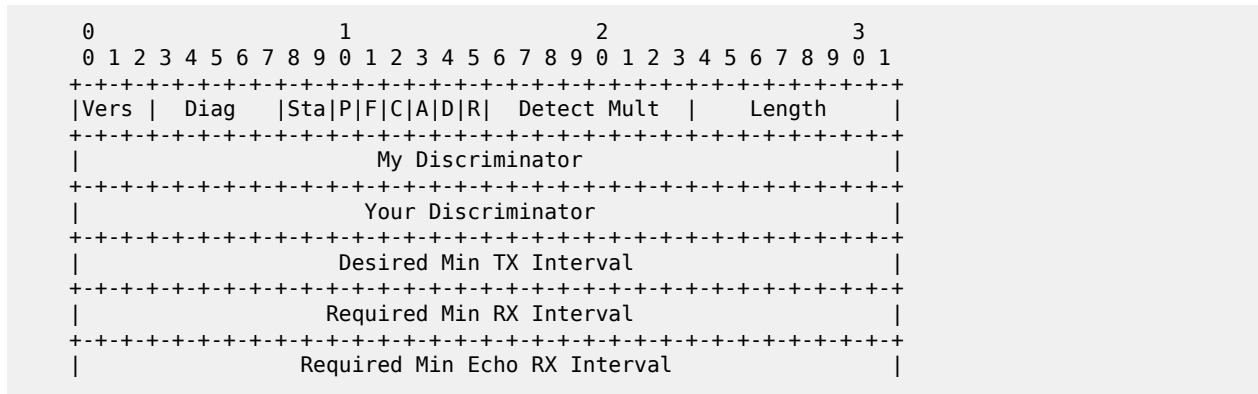 0                   1                   2                   3
 0 1 2 3 4 5 6 7 8 9 0 1 2 3 4 5 6 7 8 9 0 1 2 3 4 5 6 7 8 9 0 1
+-+-+-+-+-+-+-+-+-+-+-+-+-+-+-+-+-+-+-+-+-+-+-+-+-+-+-+-+-+-+-+-+
|Vers |  Diag   |Sta|P|F|C|A|D|R|  Detect Mult  |    Length     |
+-+-+-+-+-+-+-+-+-+-+-+-+-+-+-+-+-+-+-+-+-+-+-+-+-+-+-+-+-+-+-+-+
|                       My Discriminator                        |
+-+-+-+-+-+-+-+-+-+-+-+-+-+-+-+-+-+-+-+-+-+-+-+-+-+-+-+-+-+-+-+-+
|                      Your Discriminator                       |
+-+-+-+-+-+-+-+-+-+-+-+-+-+-+-+-+-+-+-+-+-+-+-+-+-+-+-+-+-+-+-+-+
|                    Desired Min TX Interval                    |
+-+-+-+-+-+-+-+-+-+-+-+-+-+-+-+-+-+-+-+-+-+-+-+-+-+-+-+-+-+-+-+-+
|                   Required Min RX Interval                    |
+-+-+-+-+-+-+-+-+-+-+-+-+-+-+-+-+-+-+-+-+-+-+-+-+-+-+-+-+-+-+-+-+
|                 Required Min Echo RX Interval                 |